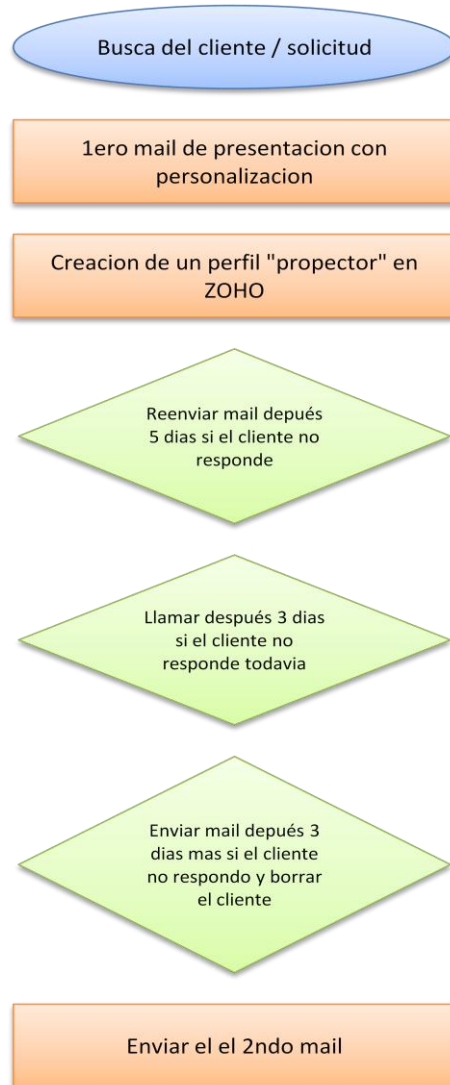 Busca del cliente / solicitud
1ero mail de presentacion con
personalizacion
Creacion de un perfil "propector" en
ZOHO
Reenviar mail depués
5 dias si el cliente no
responde
Llamar después 3 dias
si el cliente no
responde todavia
Enviar mail depués 3
dias mas si el cliente
no respondo y borrar
el cliente
Enviar el el 2ndo mail